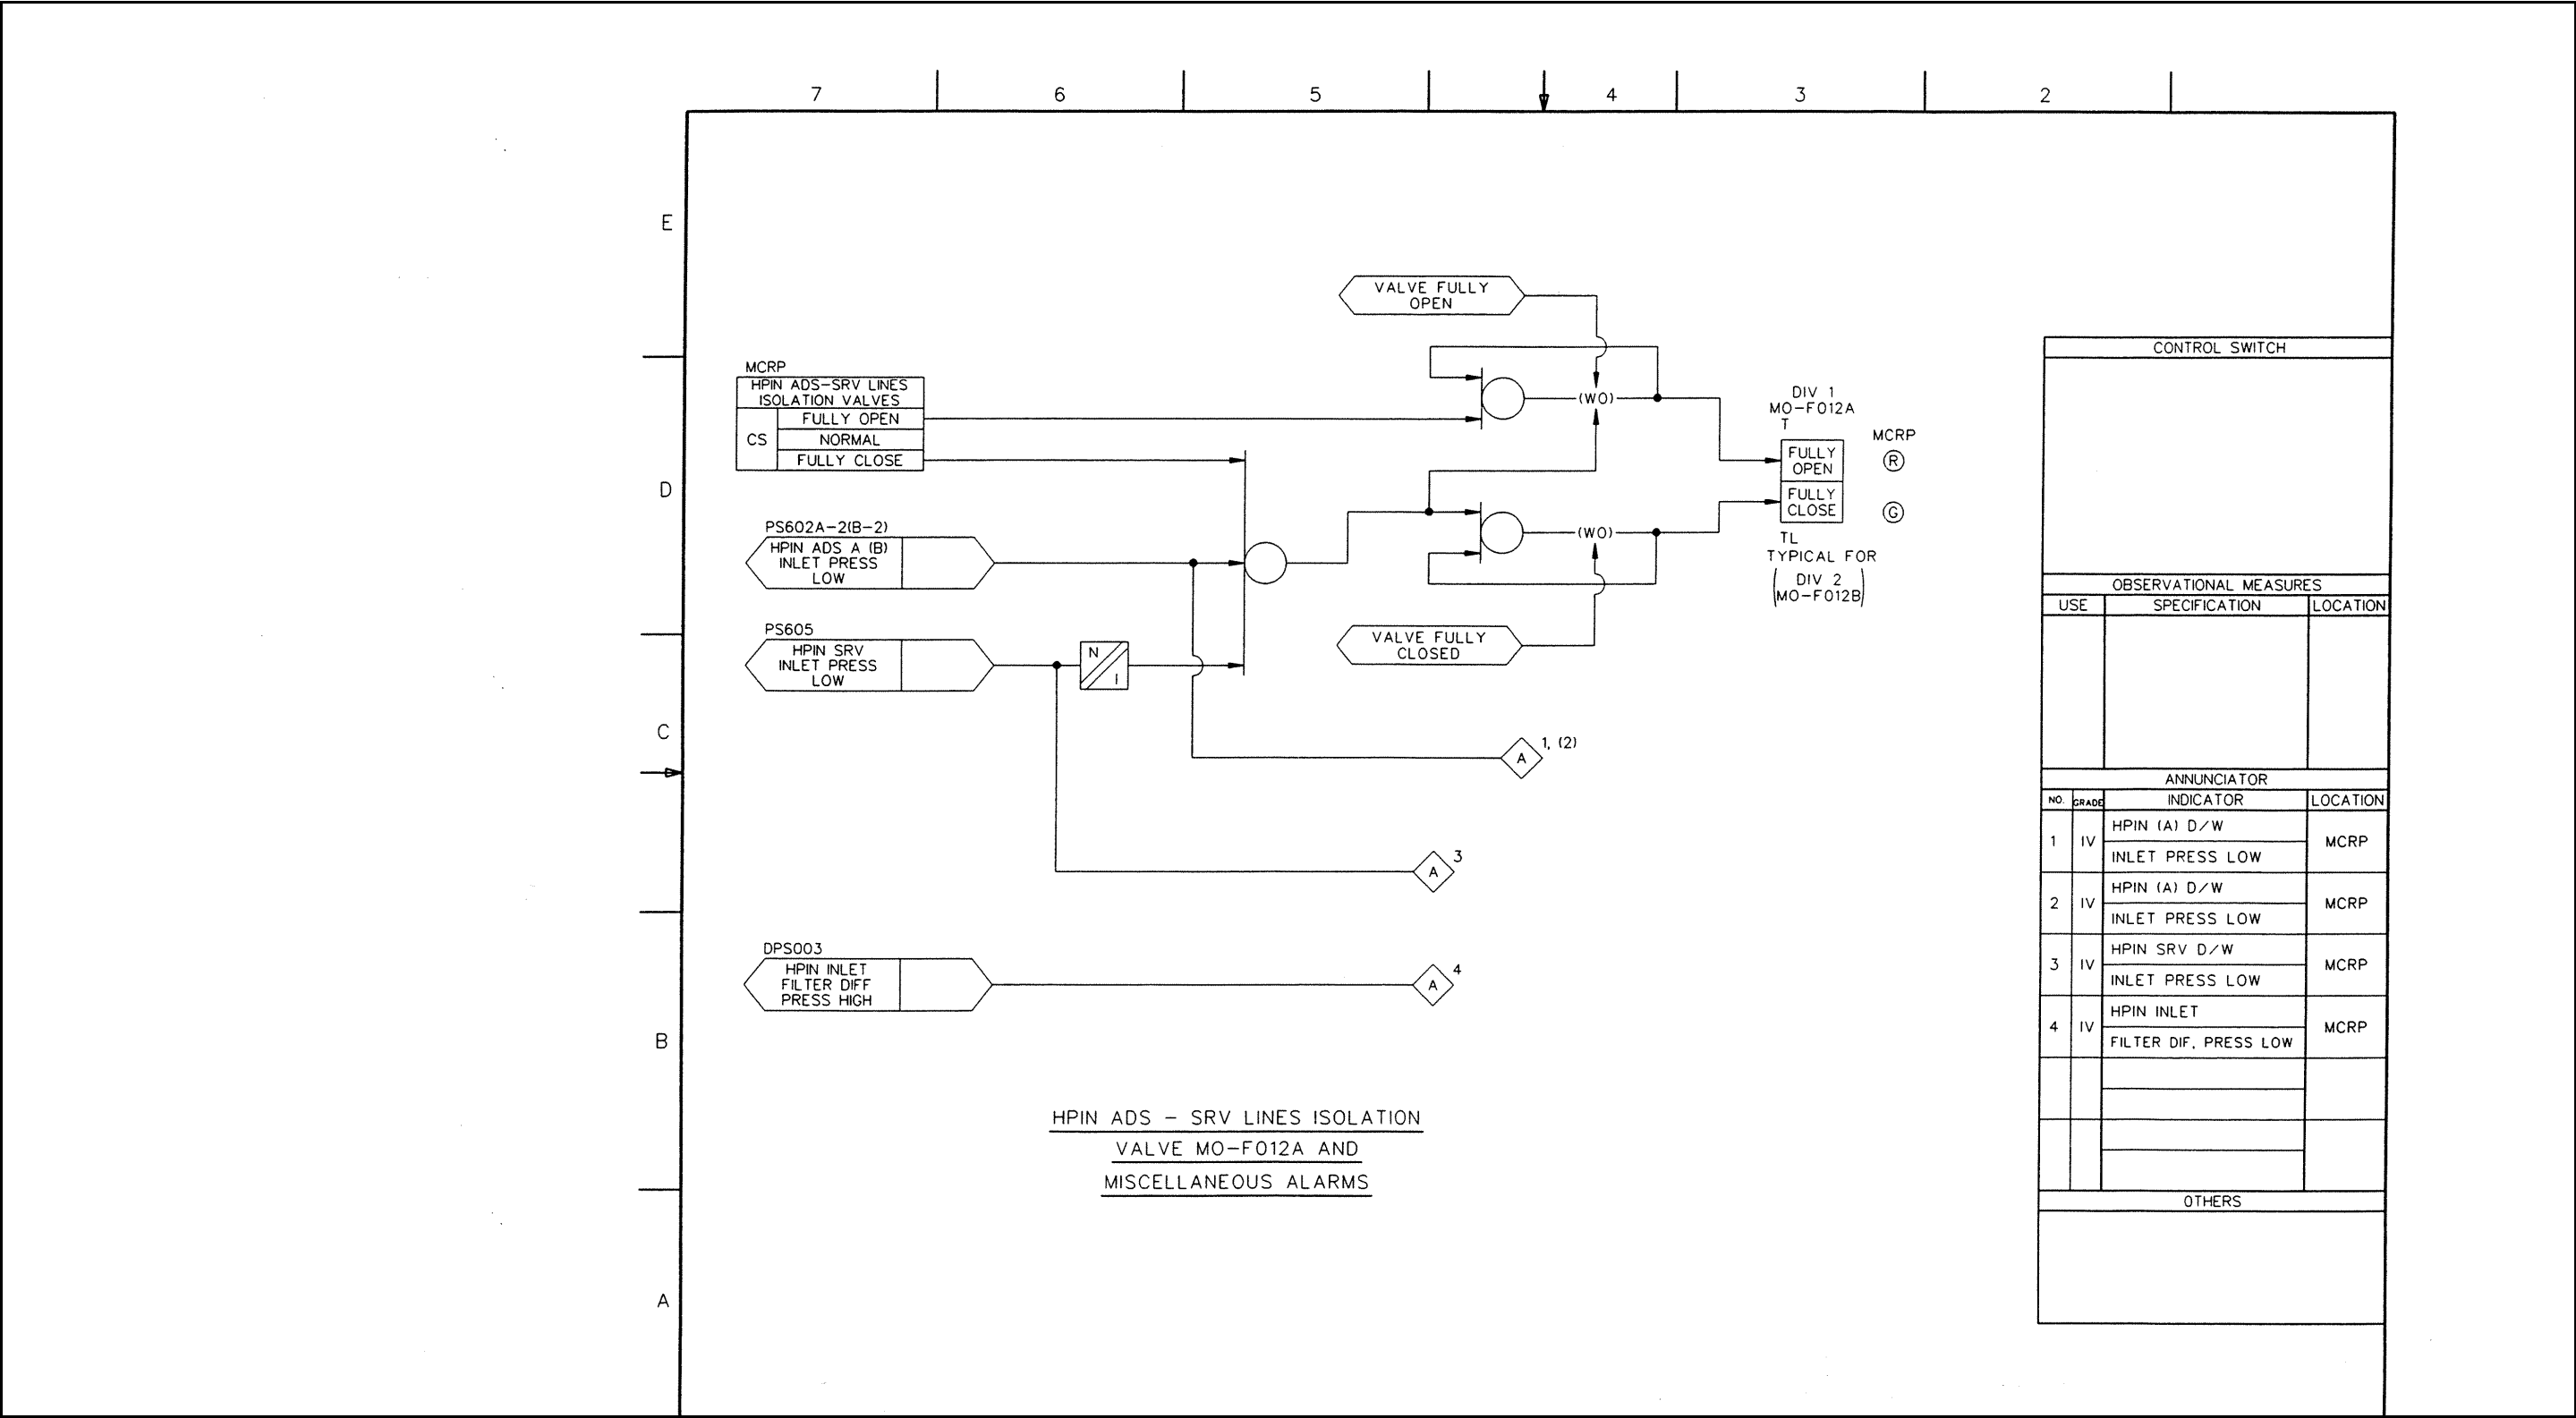 7 6 5 4 3 2
E
D
C
B
A
VALVE FULLY
OPEN
MCRP
HPIN ADS-SRV LINES
ISOLATION VALVES
CS
FULLY OPEN
NORMAL
FULLY CLOSE
(WO)
DIV 1
MO-F012A
T
FULLY
OPEN
FULLY
CLOSE
MCRP
R
G
TL
TYPICAL FOR
(DIV 2
MO-F012B)
PS602A-2(B-2)
HPIN ADS A (B)
INLET PRESS
LOW
(WO)
VALVE FULLY
CLOSED
PS605
HPIN SRV
INLET PRESS
LOW
N
I
A 1, (2)
A 3
DPS003
HPIN INLET
FILTER DIFF
PRESS HIGH
A 4
HPIN ADS - SRV LINES ISOLATION
VALVE MO-F012A AND
MISCELLANEOUS ALARMS
CONTROL SWITCH
OBSERVATIONAL MEASURES
USE SPECIFICATION LOCATION
ANNUNCIATOR
NO. GRADE INDICATOR LOCATION
1 IV HPIN (A) D/W MCRP
INLET PRESS LOW
2 IV HPIN (A) D/W MCRP
INLET PRESS LOW
3 IV HPIN SRV D/W MCRP
INLET PRESS LOW
4 IV HPIN INLET MCRP
FILTER DIF, PRESS LOW
OTHERS